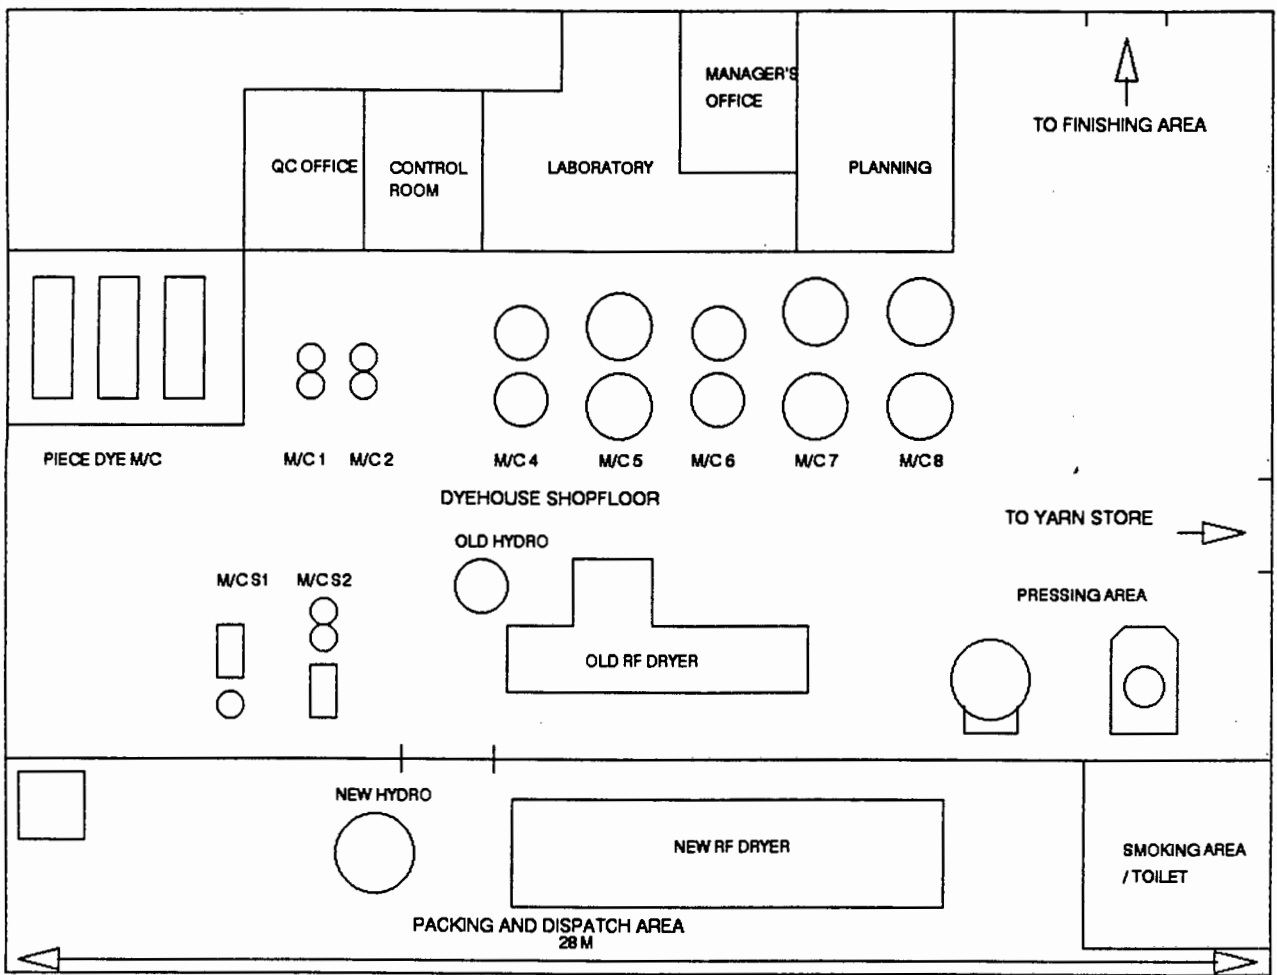 MANAGER'S
OFFICE
TO FINISHING AREA
QC OFFICE
CONTROL
ROOM
LABORATORY
PLANNING
PIECE DYE M/C
M/C 1
M/C 2
M/C 4
M/C 5
M/C 6
M/C 7
M/C 8
DYEHOUSE SHOPFLOOR
TO YARN STORE
OLD HYDRO
M/C S1
M/C S2
PRESSING AREA
OLD RF DRYER
NEW HYDRO
NEW RF DRYER
SMOKING AREA
/ TOILET
PACKING AND DISPATCH AREA
28 M